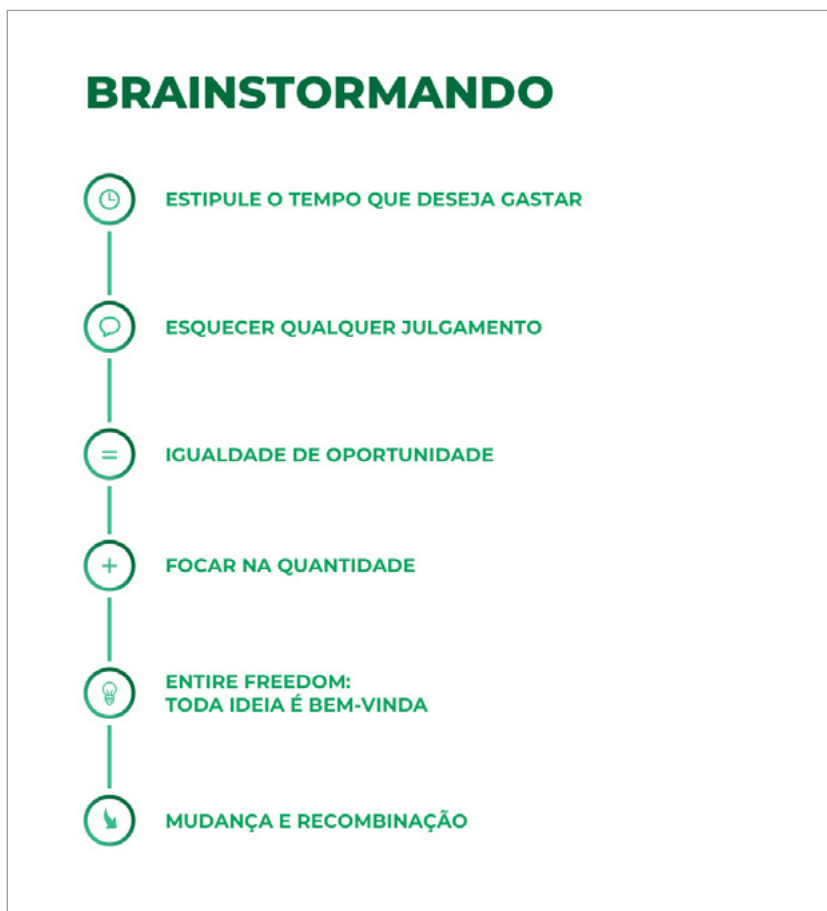 BRAINSTORMANDO
ESTIPULE O TEMPO QUE DESEJA GASTAR
ESQUECER QUALQUER JULGAMENTO
IGUALDADE DE OPORTUNIDADE
FOCAR NA QUANTIDADE
ENTIRE FREEDOM:
TODA IDEIA É BEM-VINDA
MUDANÇA E RECOMBINAÇÃO